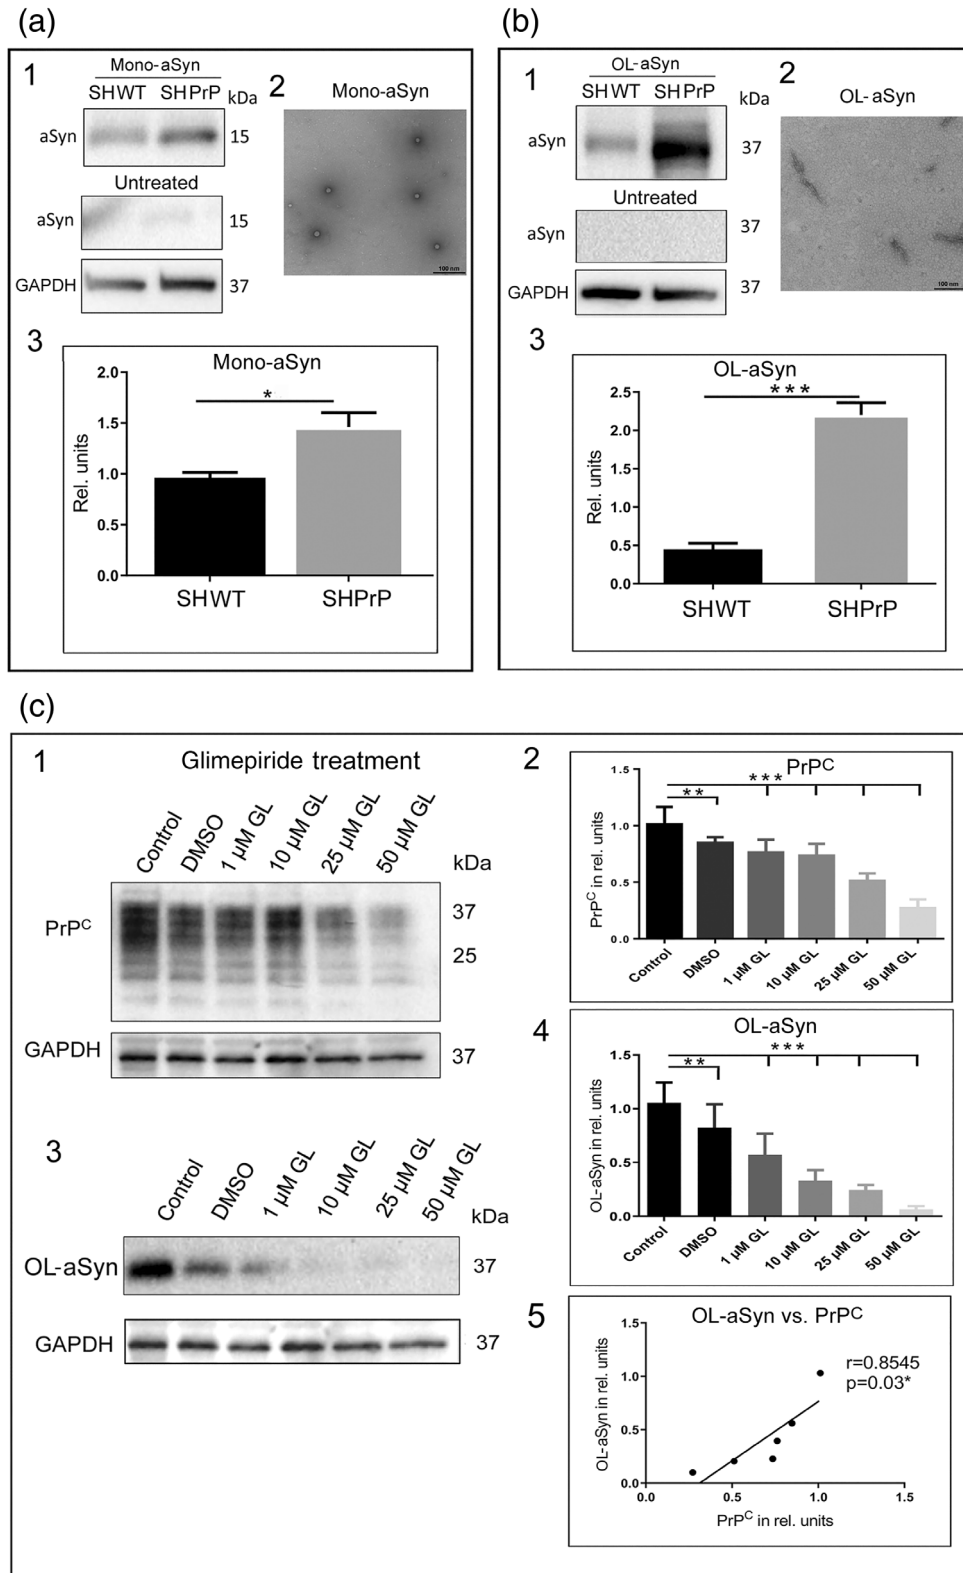 (a)
1
Mono-aSyn
SHWT SHPrP kDa
aSyn 15
Untreated
aSyn 15
GAPDH 37
2
Mono-aSyn
100 nm
3
Mono-aSyn
*
Rel. units
2.0
1.5
1.0
0.5
0.0
SHWT SHPrP
(b)
1
OL-aSyn
SHWT SHPrP kDa
aSyn 37
Untreated
aSyn 37
GAPDH 37
2
OL-aSyn
100 nm
3
OL-aSyn
***
Rel. units
2.5
2.0
1.5
1.0
0.5
0.0
SHWT SHPrP
(c)
1
Glimepiride treatment
Control DMSO 1 µM GL 10 µM GL 25 µM GL 50 µM GL
kDa
PrPC 37
25
GAPDH 37
2
PrPC
***
**
PrPC in rel. units
1.5
1.0
0.5
0.0
Control DMSO 1 µM GL 10 µM GL 25 µM GL 50 µM GL
3
Control DMSO 1 µM GL 10 µM GL 25 µM GL 50 µM GL
kDa
OL-aSyn 37
GAPDH 37
4
OL-aSyn
***
**
OL-aSyn in rel. units
1.5
1.0
0.5
0.0
Control DMSO 1 µM GL 10 µM GL 25 µM GL 50 µM GL
5
OL-aSyn vs. PrPC
r=0.8545
p=0.03*
OL-aSyn in rel. units
1.5
1.0
0.5
0.0
0.0 0.5 1.0 1.5
PrPC in rel. units